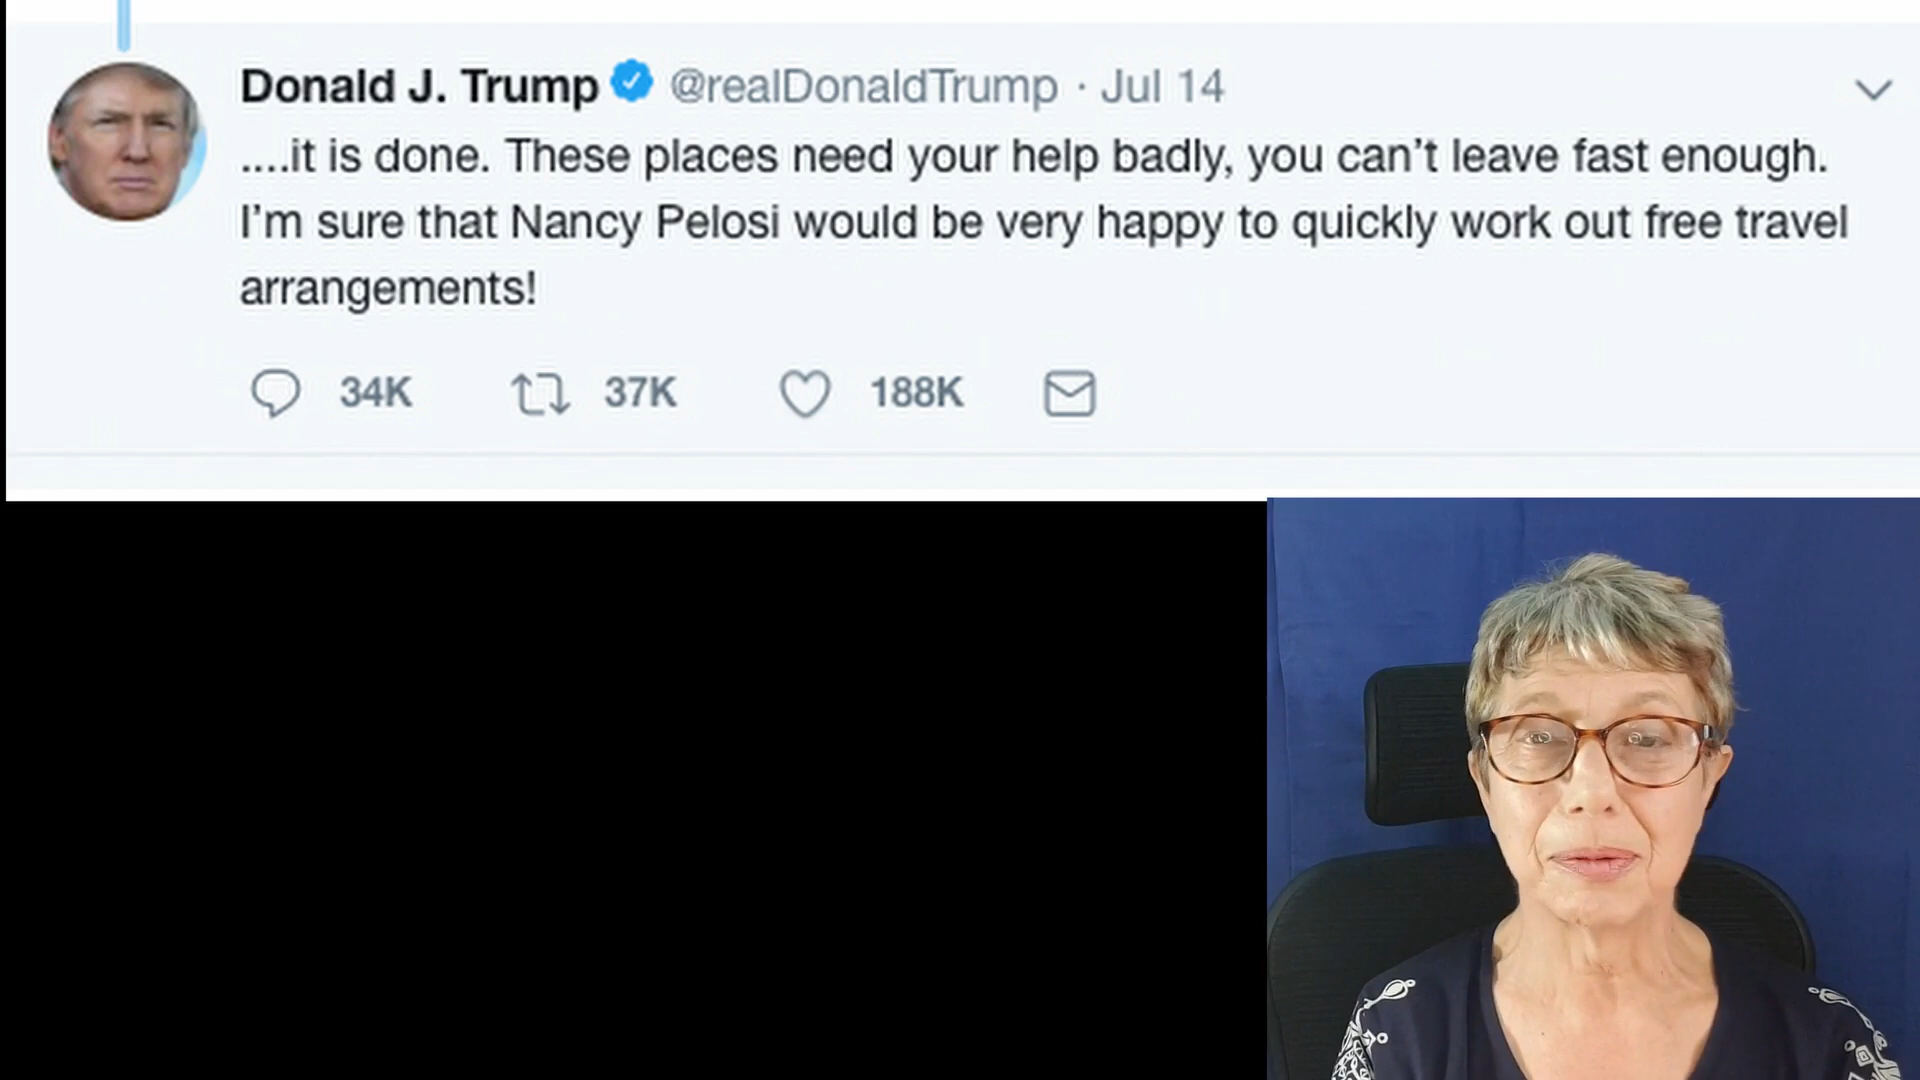 Donald J. Trump @realDonaldTrump · Jul 14
....it is done. These places need your help badly, you can’t leave fast enough.
I’m sure that Nancy Pelosi would be very happy to quickly work out free travel
arrangements!
34K 37K 188K